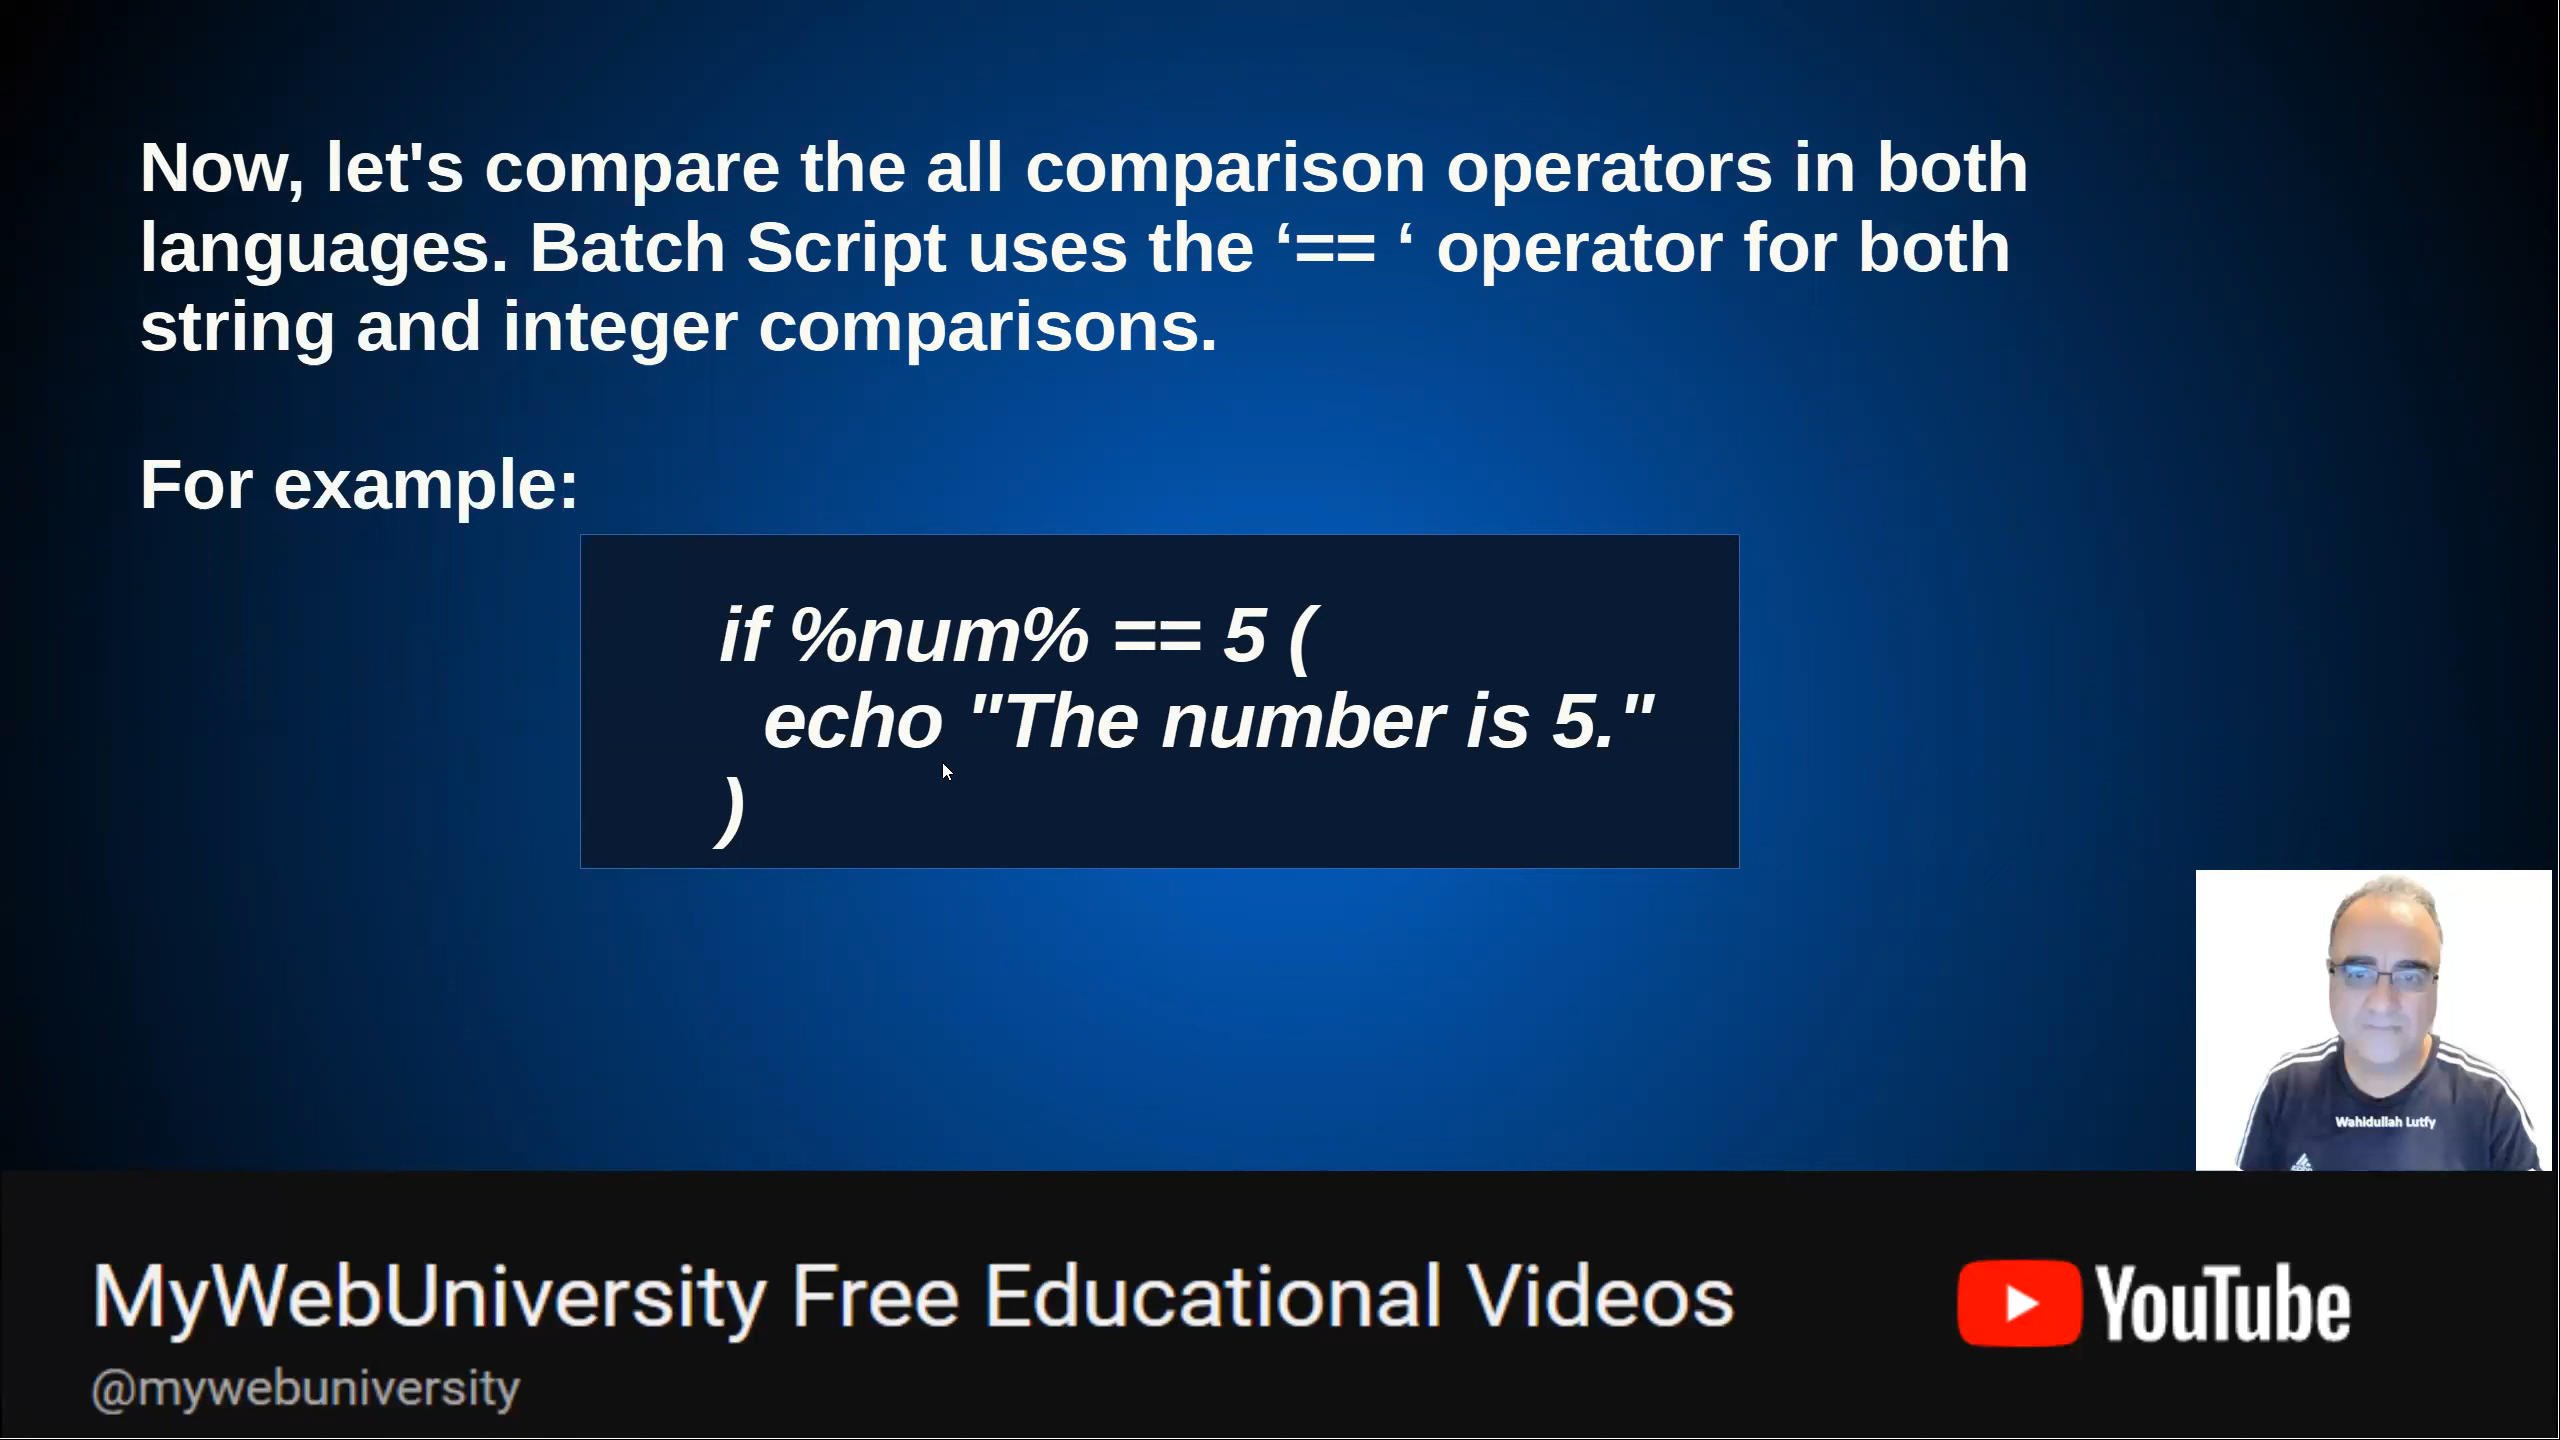 Now, let's compare the all comparison operators in both
languages. Batch Script uses the ‘== ‘ operator for both
string and integer comparisons.
For example:
if %num% == 5 (
echo "The number is 5."
)
Wahidullah Lutfy
MyWebUniversity Free Educational Videos
YouTube
@mywebuniversity